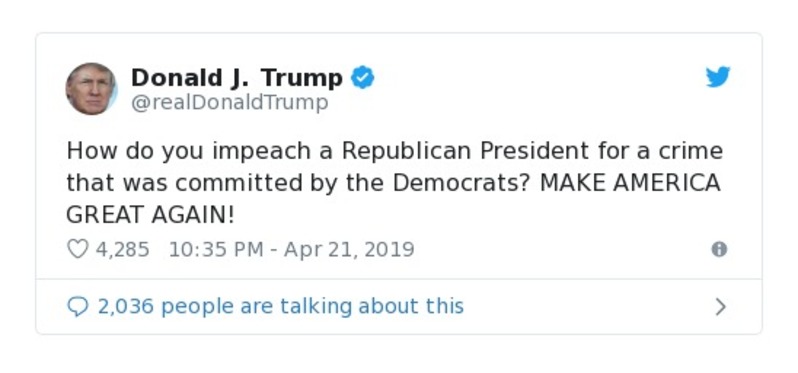 Donald J. Trump
@realDonaldTrump
How do you impeach a Republican President for a crime
that was committed by the Democrats? MAKE AMERICA
GREAT AGAIN!
4,285 10:35 PM - Apr 21, 2019
2,036 people are talking about this